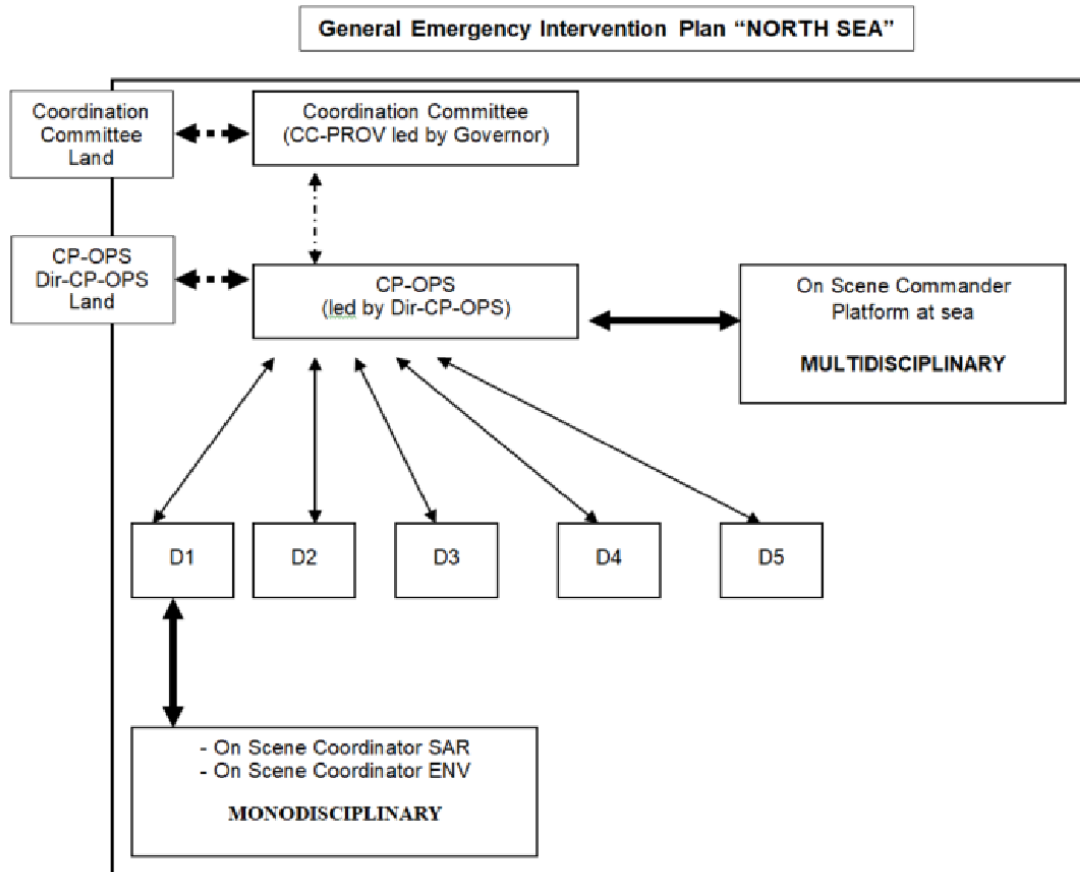 General Emergency Intervention Plan “NORTH SEA”
Coordination
Committee
Land
Coordination Committee
(CC-PROV led by Governor)
CP-OPS
Dir-CP-OPS
Land
CP-OPS
(led by Dir-CP-OPS)
On Scene Commander
Platform at sea
MULTIDISCIPLINARY
D1
D2
D3
D4
D5
- On Scene Coordinator SAR
- On Scene Coordinator ENV
MONODISCIPLINARY